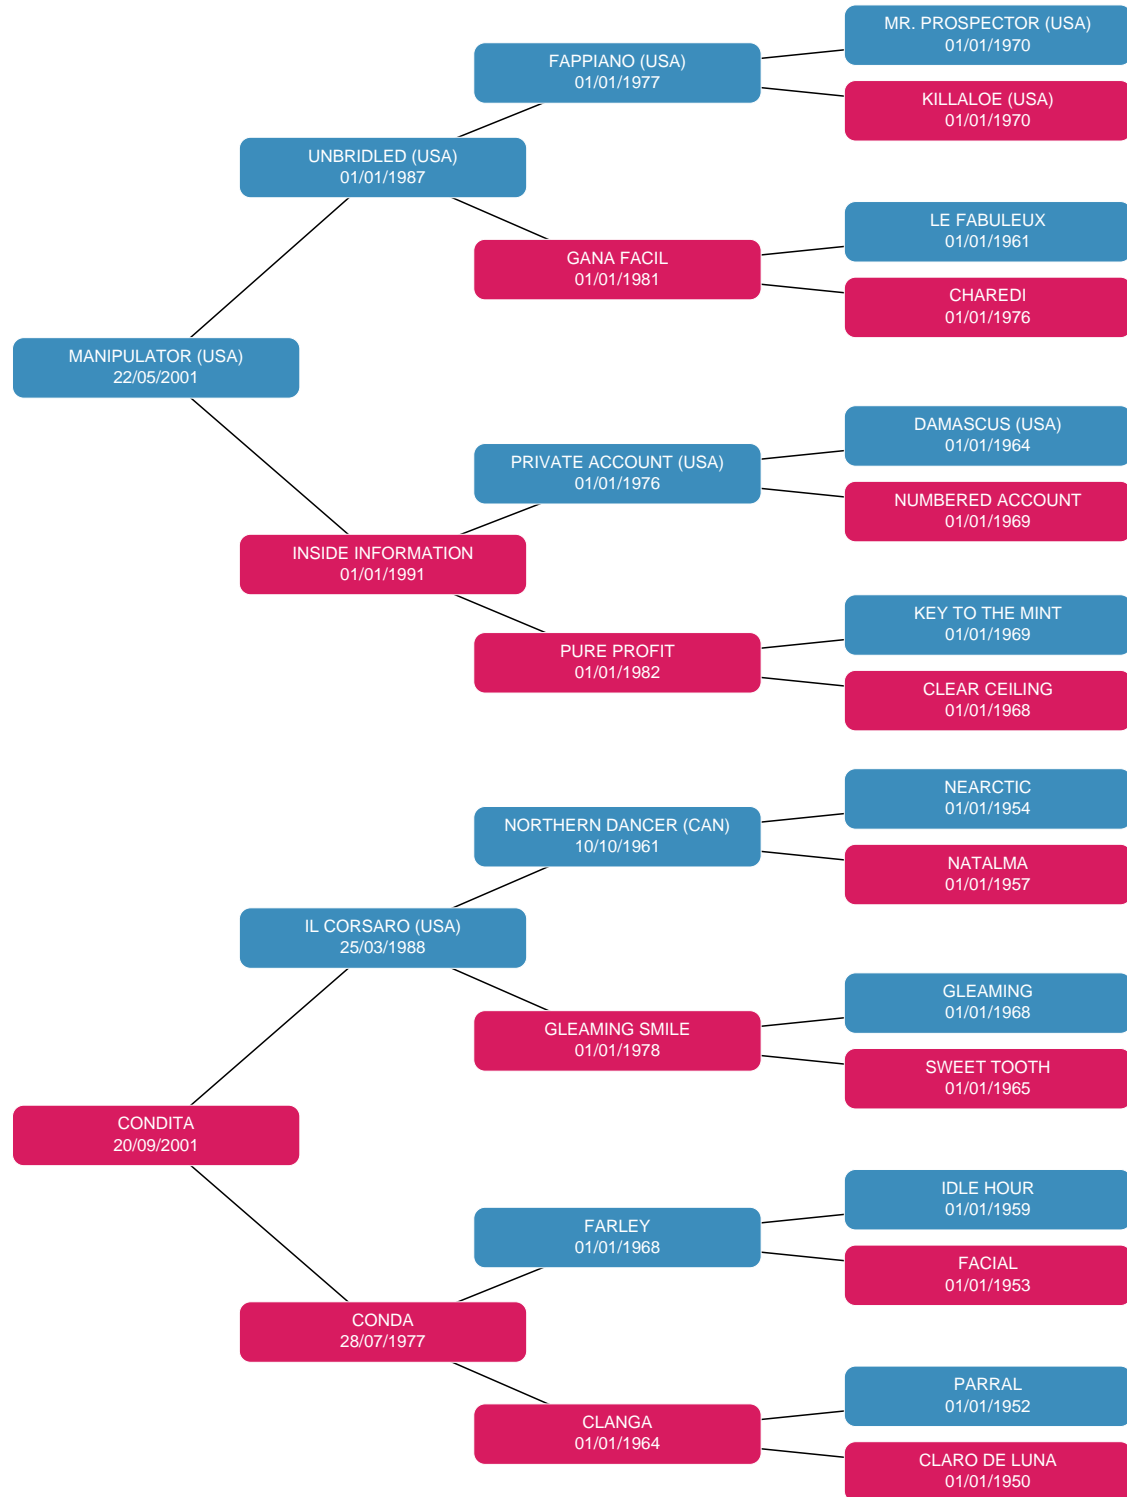 MR. PROSPECTOR (USA)
01/01/1970
FAPPIANO (USA)
01/01/1977
KILLALOE (USA)
01/01/1970
UNBRIDLED (USA)
01/01/1987
LE FABULEUX
01/01/1961
GANA FACIL
01/01/1981
CHAREDI
01/01/1976
MANIPULATOR (USA)
22/05/2001
DAMASCUS (USA)
01/01/1964
PRIVATE ACCOUNT (USA)
01/01/1976
NUMBERED ACCOUNT
01/01/1969
INSIDE INFORMATION
01/01/1991
KEY TO THE MINT
01/01/1969
PURE PROFIT
01/01/1982
CLEAR CEILING
01/01/1968
NEARCTIC
01/01/1954
NORTHERN DANCER (CAN)
10/10/1961
NATALMA
01/01/1957
IL CORSARO (USA)
25/03/1988
GLEAMING
01/01/1968
GLEAMING SMILE
01/01/1978
SWEET TOOTH
01/01/1965
CONDITA
20/09/2001
IDLE HOUR
01/01/1959
FARLEY
01/01/1968
FACIAL
01/01/1953
CONDA
28/07/1977
PARRAL
01/01/1952
CLANGA
01/01/1964
CLARO DE LUNA
01/01/1950